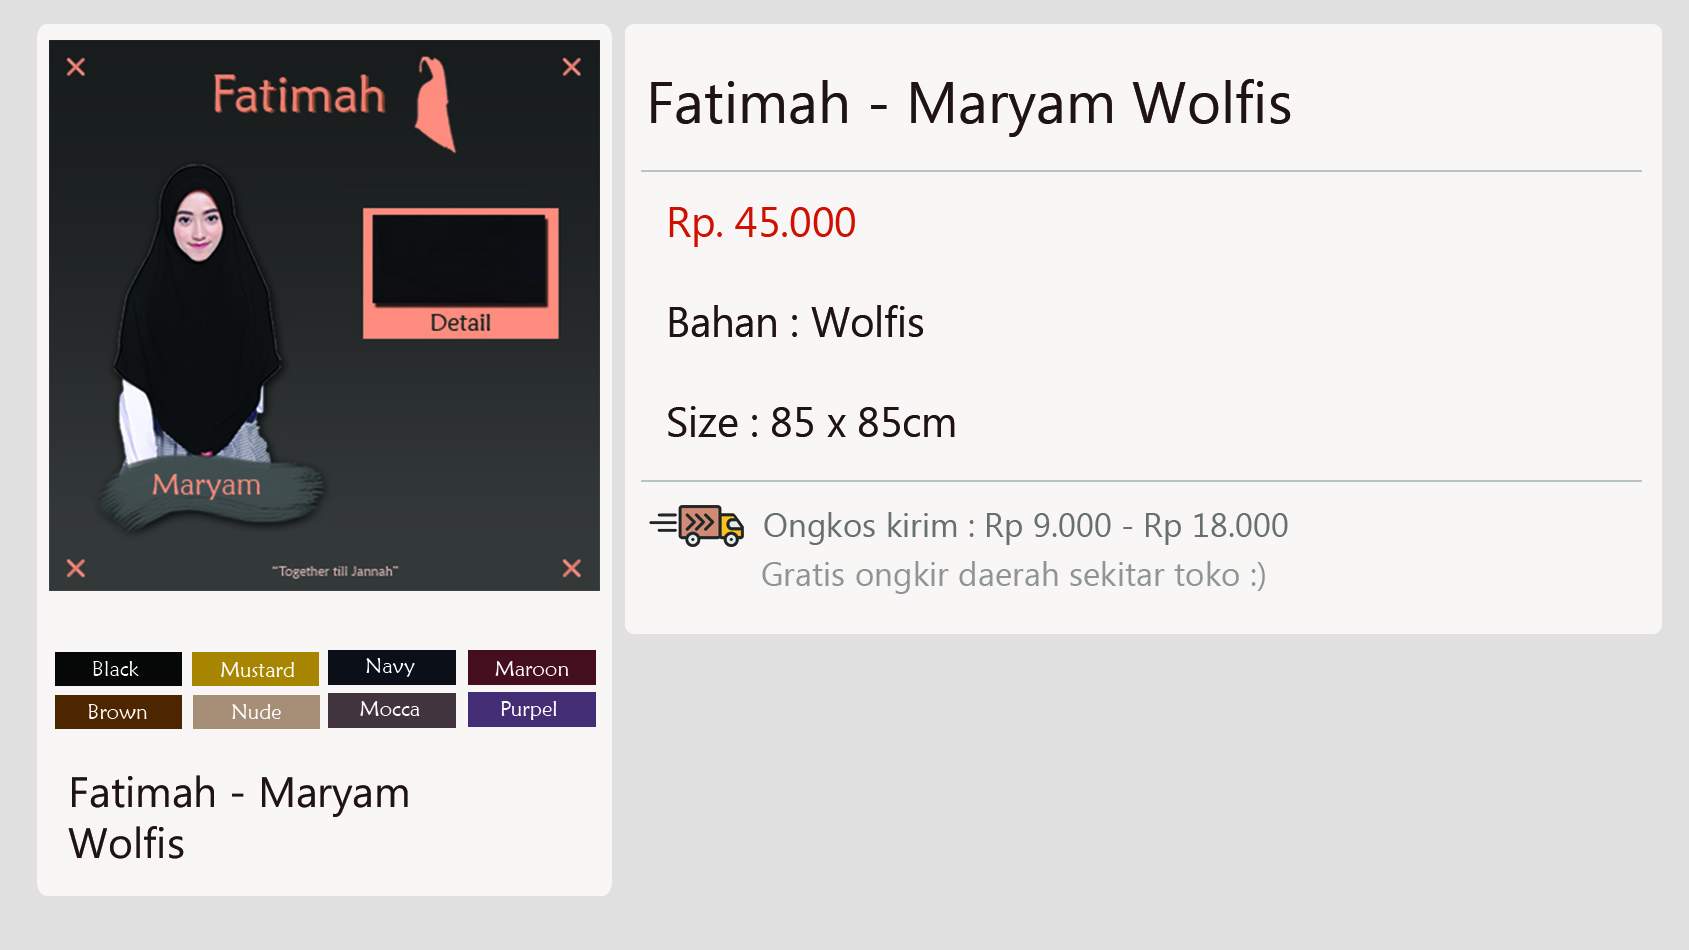 Fatimah
Detail
Maryam
"Together till Jannah"
Black
Mustard
Navy
Maroon
Brown
Nude
Mocca
Purpel
Fatimah - Maryam
Wolfis
Fatimah - Maryam Wolfis
Rp. 45.000
Bahan : Wolfis
Size : 85 x 85cm
Ongkos kirim : Rp 9.000 - Rp 18.000
Gratis ongkir daerah sekitar toko :)